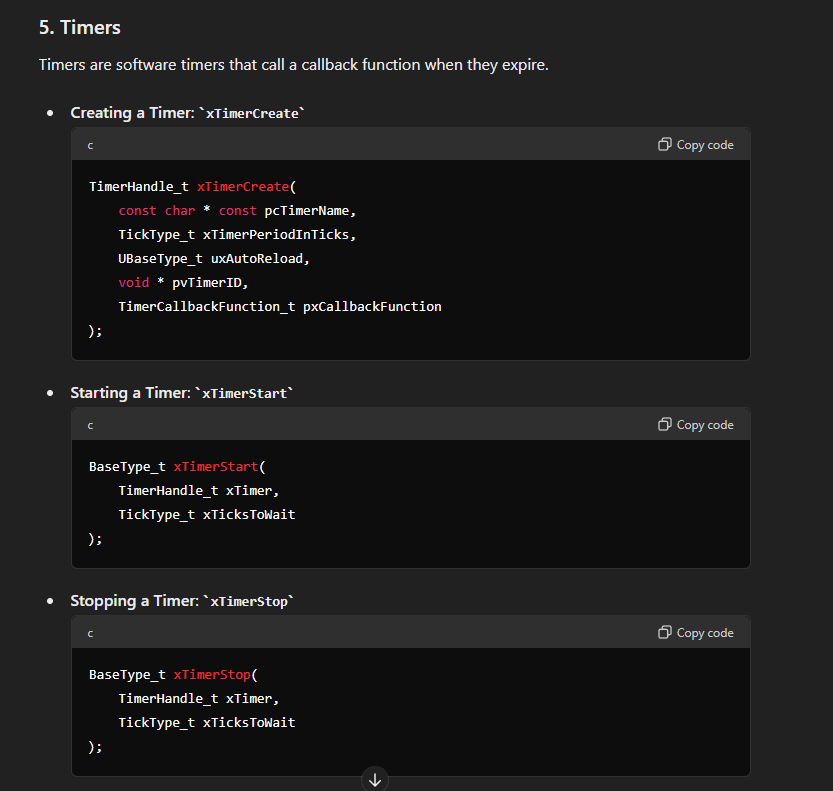 5. Timers
Timers are software timers that call a callback function when they expire.
Creating a Timer: `xTimerCreate`
c
Copy code
TimerHandle_t xTimerCreate(
const char * const pcTimerName,
TickType_t xTimerPeriodInTicks,
UBaseType_t uxAutoReload,
void * pvTimerID,
TimerCallbackFunction_t pxCallbackFunction
);
Starting a Timer: `xTimerStart`
c
Copy code
BaseType_t xTimerStart(
TimerHandle_t xTimer,
TickType_t xTicksToWait
);
Stopping a Timer: `xTimerStop`
c
Copy code
BaseType_t xTimerStop(
TimerHandle_t xTimer,
TickType_t xTicksToWait
);